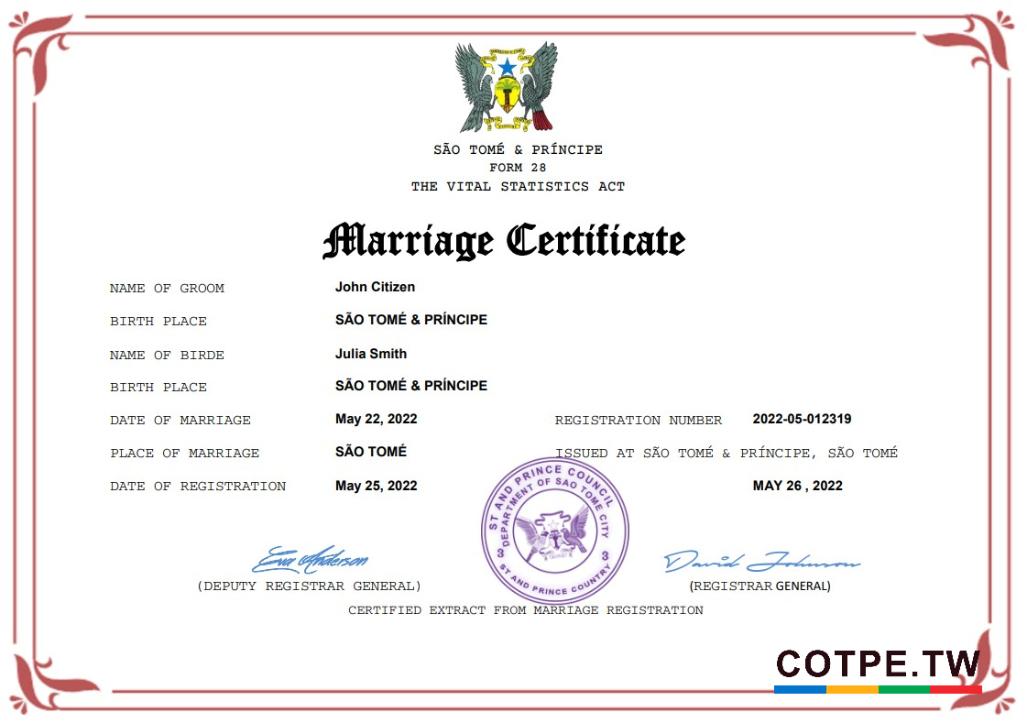 SÃO TOMÉ & PRÍNCIPE
FORM 28
THE VITAL STATISTICS ACT
Marriage Certificate
NAME OF GROOM John Citizen
BIRTH PLACE SÃO TOMÉ & PRÍNCIPE
NAME OF BIRDE Julia Smith
BIRTH PLACE SÃO TOMÉ & PRÍNCIPE
DATE OF MARRIAGE May 22, 2022 REGISTRATION NUMBER 2022-05-012319
PLACE OF MARRIAGE SÃO TOMÉ ISSUED AT SÃO TOMÉ & PRÍNCIPE, SÃO TOMÉ
DATE OF REGISTRATION May 25, 2022 MAY 26 , 2022
ST AND PRINCE COUNCIL
DEPARTMENT OF SAO TOME CITY
3 3
ST AND PRINCE COUNTRY
Eva Anderson David Johnson
(DEPUTY REGISTRAR GENERAL) (REGISTRAR GENERAL)
CERTIFIED EXTRACT FROM MARRIAGE REGISTRATION
COTPE.TW